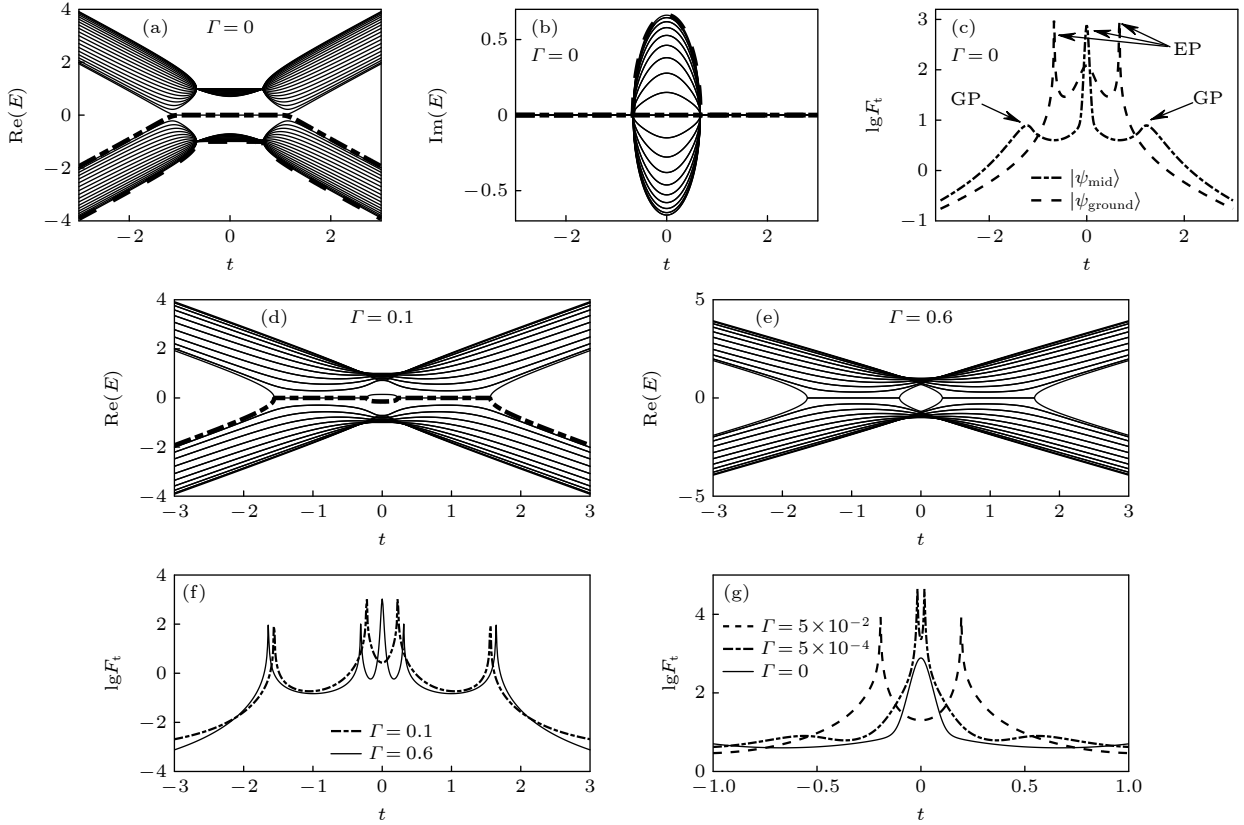 (a)
Γ = 0
4
2
0
−2
−4
Re(E)
−2
0
2
t
(b)
Γ = 0
0.5
0
−0.5
Im(E)
−2
0
2
t
(c)
Γ = 0
EP
GP
GP
3
2
1
0
−1
lgFt
|ψmid⟩
|ψground⟩
−2
0
2
t
(d)
Γ = 0.1
4
2
0
−2
−4
Re(E)
−3
−2
−1
0
1
2
3
t
(e)
Γ = 0.6
5
0
−5
Re(E)
−3
−2
−1
0
1
2
3
t
(f)
4
2
0
−2
−4
lgFt
Γ = 0.1
Γ = 0.6
−3
−2
−1
0
1
2
3
t
(g)
Γ = 5×10⁻²
Γ = 5×10⁻⁴
Γ = 0
4
2
0
lgFt
−1.0
−0.5
0
0.5
1.0
t